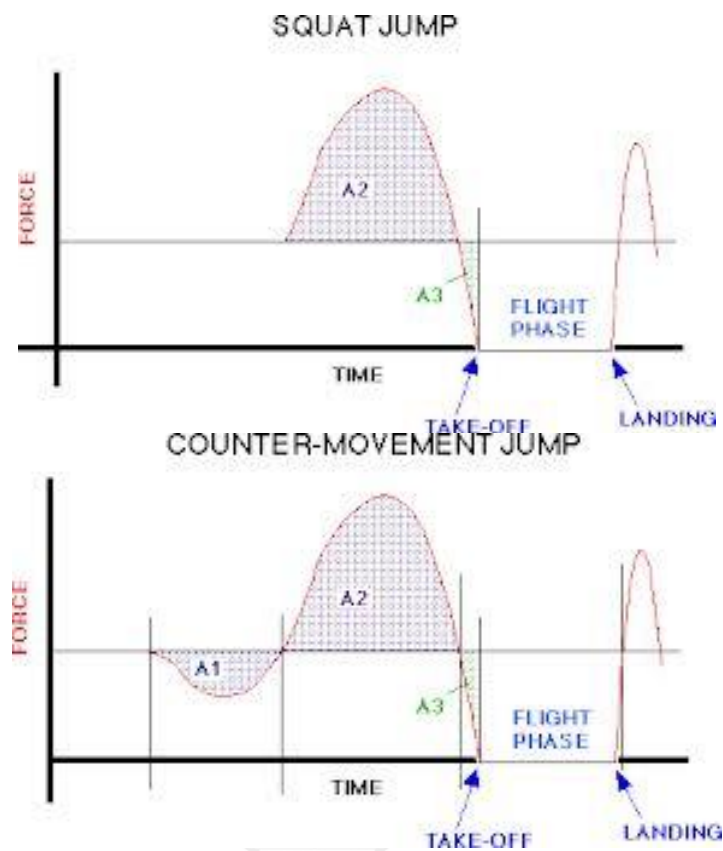 SQUAT JUMP
FORCE
A2
A3
FLIGHT
PHASE
TIME
TAKE-OFF
LANDING
COUNTER-MOVEMENT JUMP
FORCE
A2
A1
A3
FLIGHT
PHASE
TIME
TAKE-OFF
LANDING